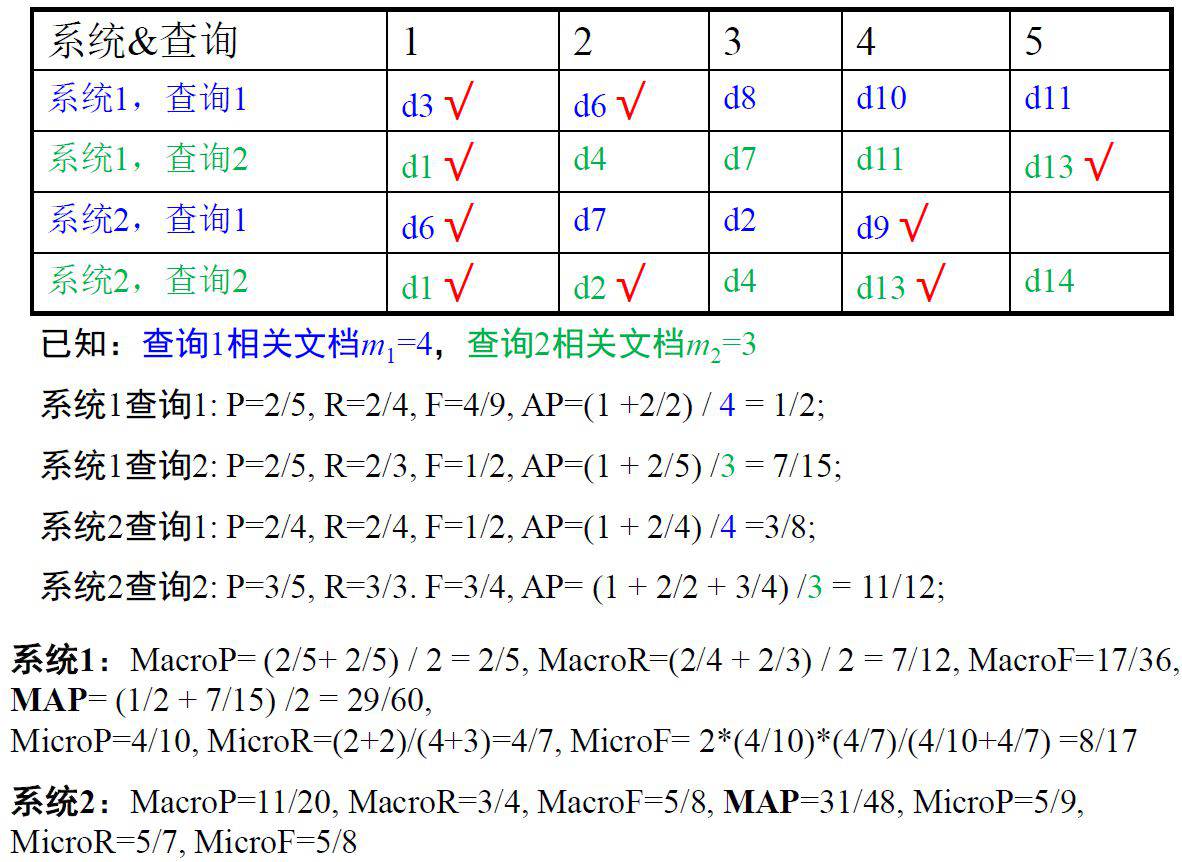 系统&查询 1 2 3 4 5
系统1，查询1 d3 √ d6 √ d8 d10 d11
系统1，查询2 d1 √ d4 d7 d11 d13 √
系统2，查询1 d6 √ d7 d2 d9 √
系统2，查询2 d1 √ d2 √ d4 d13 √ d14
已知：查询1相关文档m1=4，查询2相关文档m2=3
系统1查询1: P=2/5, R=2/4, F=4/9, AP=(1 +2/2) / 4 = 1/2;
系统1查询2: P=2/5, R=2/3, F=1/2, AP=(1 + 2/5) /3 = 7/15;
系统2查询1: P=2/4, R=2/4, F=1/2, AP=(1 + 2/4) /4 =3/8;
系统2查询2: P=3/5, R=3/3. F=3/4, AP= (1 + 2/2 + 3/4) /3 = 11/12;
系统1：MacroP= (2/5+ 2/5) / 2 = 2/5, MacroR=(2/4 + 2/3) / 2 = 7/12, MacroF=17/36,
MAP= (1/2 + 7/15) /2 = 29/60,
MicroP=4/10, MicroR=(2+2)/(4+3)=4/7, MicroF= 2*(4/10)*(4/7)/(4/10+4/7) =8/17
系统2：MacroP=11/20, MacroR=3/4, MacroF=5/8, MAP=31/48, MicroP=5/9,
MicroR=5/7, MicroF=5/8